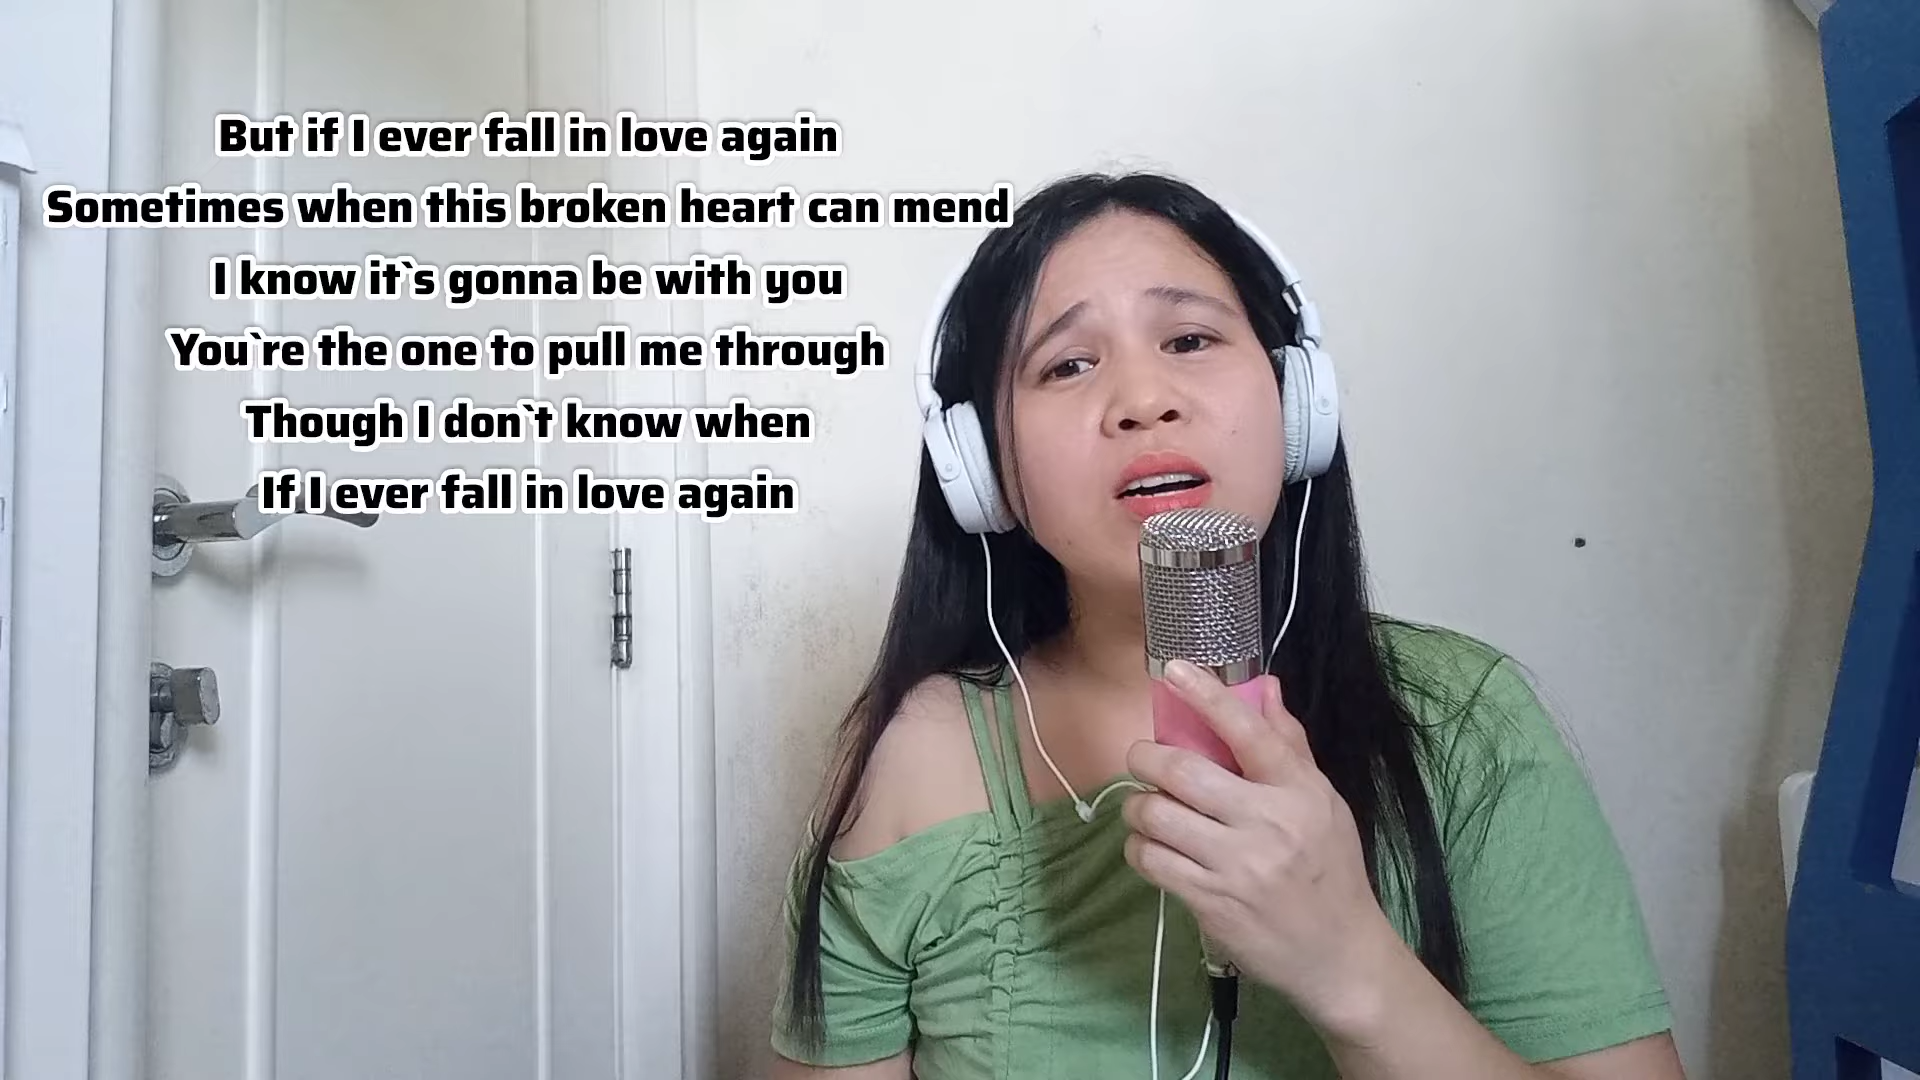 But if I ever fall in love again
Sometimes when this broken heart can mend
I know it`s gonna be with you
You`re the one to pull me through
Though I don`t know when
If I ever fall in love again